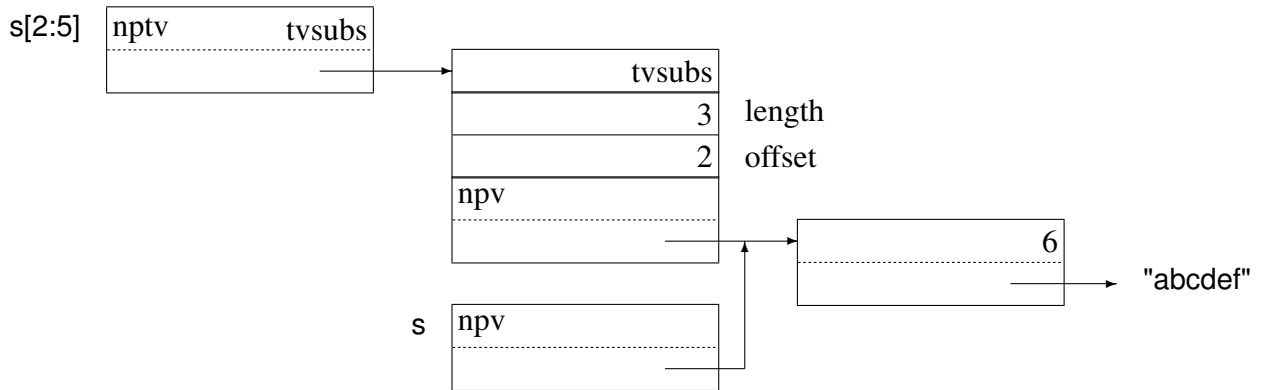 s[2:5] nptv tvsubs
tvsubs
3 length
2 offset
npv
6
"abcdef"
s npv